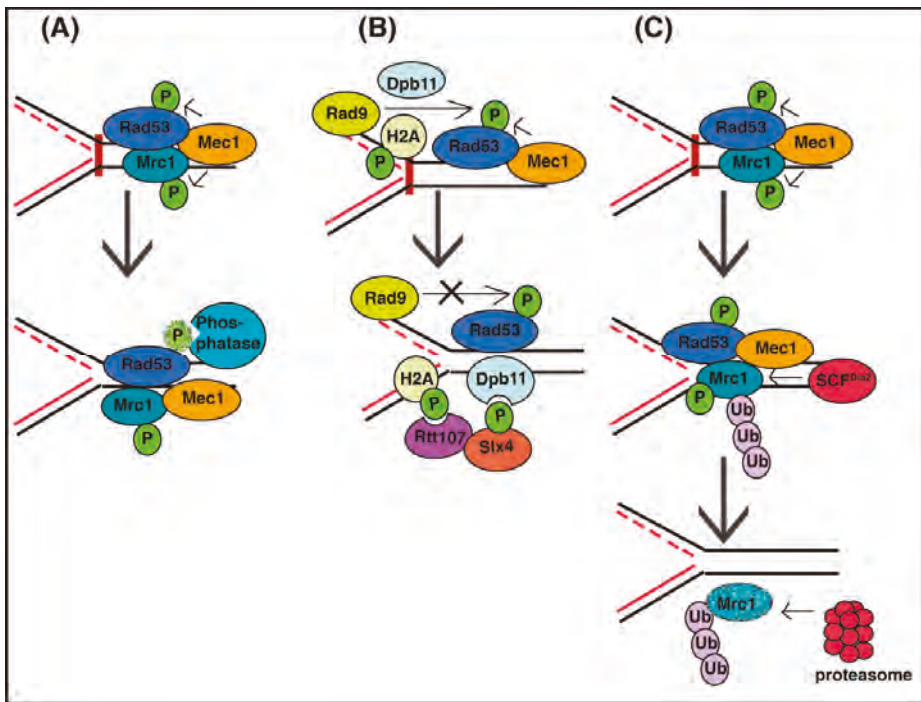 (A)
P
Rad53
Mec1
Mrc1
P
P
Phos-
phatase
Rad53
Mrc1
Mec1
P
(B)
Dpb11
Rad9
P
H2A
Rad53
P
Mec1
Rad9
P
Rad53
H2A
Dpb11
P
P
Rtt107
Slx4
(C)
P
Rad53
Mec1
Mrc1
P
P
Rad53
Mec1
Mrc1
SCFDia2
P
Ub
Ub
Ub
Mrc1
Ub
Ub
Ub
proteasome